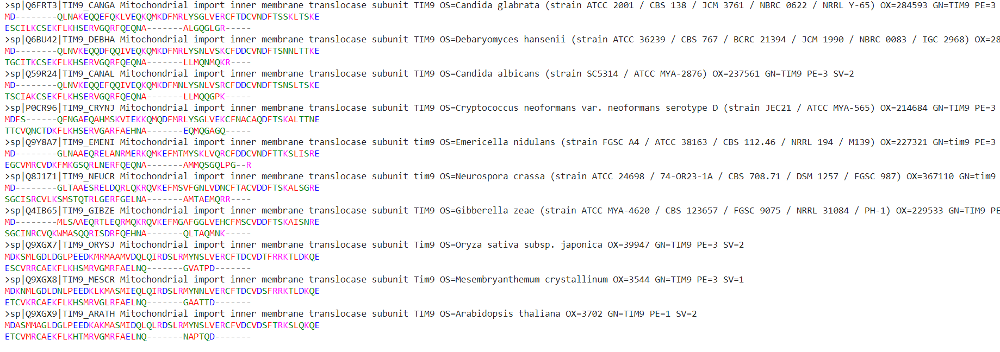 >sp|Q6FRT3|TIM9_CANGA Mitochondrial import inner membrane translocase subunit TIM9 OS=Candida glabrata (strain ATCC 2001 / CBS 138 / JCM 3761 / NBRC 0622 / NRRL Y-65) OX=284593 GN=TIM9 PE=3
MD--------QLNAKEQQEFQKLVEQKQMKDFMRLYSGLVERCFTDCVNDFTSSKLTSKE
ESCILKCSEKFLKHSERVGQRFQEQNA-------ALGQGLGR-----
>sp|Q6BU42|TIM9_DEBHA Mitochondrial import inner membrane translocase subunit TIM9 OS=Debaryomyces hansenii (strain ATCC 36239 / CBS 767 / BCRC 21394 / JCM 1990 / NBRC 0083 / IGC 2968) OX=28
MD--------QLNVKEQQDFQQIVEQKQMKDFMRLYSNLVSKCFDDCVNDFTSNNLTTKE
TGCITKCSEKFLKHSERVGQRFQEQNA-------LLMQNMQKR----
>sp|Q59R24|TIM9_CANAL Mitochondrial import inner membrane translocase subunit TIM9 OS=Candida albicans (strain SC5314 / ATCC MYA-2876) OX=237561 GN=TIM9 PE=3 SV=2
MD--------QLNVKEQQEFQQIVEQKQMKDFMNLYSNLVSRCFDDCVNDFTSNSLTSKE
TSCIAKCSEKFLKHSERVGQRFQEQNA-------LLMQQGPK-----
>sp|P0CR96|TIM9_CRYNJ Mitochondrial import inner membrane translocase subunit TIM9 OS=Cryptococcus neoformans var. neoformans serotype D (strain JEC21 / ATCC MYA-565) OX=214684 GN=TIM9 PE=3
MDFS------QFNGAEQAHMSKVIEKKQMQDFMRLYSGLVEKCFNACAQDFTSKALTTNE
TTCVQNCTDKFLKHSERVGARFAEHNA-------EQMQGAGQ-----
>sp|Q9Y8A7|TIM9_EMENI Mitochondrial import inner membrane translocase subunit tim9 OS=Emericella nidulans (strain FGSC A4 / ATCC 38163 / CBS 112.46 / NRRL 194 / M139) OX=227321 GN=tim9 PE=3
MD--------GLNAAEQRELANRMERKQMKEFMTMYSKLVQRCFDNCVNDFTTKSLISRE
EGCVMRCVDKFMKGSQRLNERFQEQNA-------AMMQSGQLPG--R
>sp|Q8J1Z1|TIM9_NEUCR Mitochondrial import inner membrane translocase subunit tim9 OS=Neurospora crassa (strain ATCC 24698 / 74-OR23-1A / CBS 708.71 / DSM 1257 / FGSC 987) OX=367110 GN=tim9
MD--------GLTAAESRELDQRLQKRQVKEFMSVFGNLVDNCFTACVDDFTSKALSGRE
SGCISRCVLKSMSTQTRLGERFGELNA-------AMTAEMQRR----
>sp|Q4IB65|TIM9_GIBZE Mitochondrial import inner membrane translocase subunit TIM9 OS=Gibberella zeae (strain ATCC MYA-4620 / CBS 123657 / FGSC 9075 / NRRL 31084 / PH-1) OX=229533 GN=TIM9 PE
MD--------MLSAAEQRTLEQRMQKRQVKEFMGAFGGLVEHCFMSCVDDFTSKAISNRE
SGCINRCVQKWMASQQRISDRFQEHNA-------QLTAQMNK-----
>sp|Q9XGX7|TIM9_ORYSJ Mitochondrial import inner membrane translocase subunit Tim9 OS=Oryza sativa subsp. japonica OX=39947 GN=TIM9 PE=3 SV=2
MDKSMLGDLDGLPEEDKMRMAAMVDQLQIRDSLRMYNSLVERCFTDCVDTFRRKTLDKQE
ESCVRRCAEKFLKHSMRVGMRFAELNQ-------GVATPD-------
>sp|Q9XGX8|TIM9_MESCR Mitochondrial import inner membrane translocase subunit Tim9 OS=Mesembryanthemum crystallinum OX=3544 GN=TIM9 PE=3 SV=1
MDKNMLGDLDNLPEEDKLKMASMIEQLQIRDSLRMYNNLVERCFTDCVDSFRRKTLDKQE
ETCVKRCAEKFLKHSMRVGLRFAELNQ-------GAATTD-------
>sp|Q9XGX9|TIM9_ARATH Mitochondrial import inner membrane translocase subunit TIM9 OS=Arabidopsis thaliana OX=3702 GN=TIM9 PE=1 SV=2
MDASMMAGLDGLPEEDKAKMASMIDQLQLRDSLRMYNSLVERCFVDCVDSFTRKSLQKQE
ETCVMRCAEKFLKHTMRVGMRFAELNQ-------NAPTQD-------